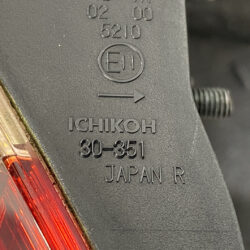 02 00
5210
E11
→
ICHIKOH
30-351
JAPAN R